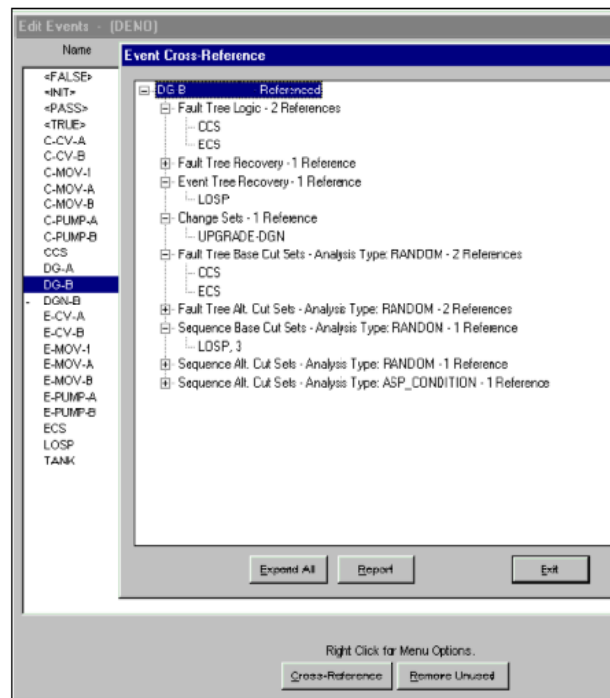 Edit Events - (DEMO)
Name
<FALSE>
<INIT>
<PASS>
<TRUE>
C-CV-A
C-CV-B
C-MOV-1
C-MOV-A
C-MOV-B
C-PUMP-A
C-PUMP-B
CCS
DG-A
DG-B
- DGN-B
E-CV-A
E-CV-B
E-MOV-1
E-MOV-A
E-MOV-B
E-PUMP-A
E-PUMP-B
ECS
LOSP
TANK
Event Cross-Reference
DG-B Referenced
Fault Tree Logic - 2 References
CCS
ECS
Fault Tree Recovery - 1 Reference
Event Tree Recovery - 1 Reference
LOSP
Change Sets - 1 Reference
UPGRADE-DGN
Fault Tree Base Cut Sets - Analysis Type: RANDOM - 2 References
CCS
ECS
Fault Tree Alt. Cut Sets - Analysis Type: RANDOM - 2 References
Sequence Base Cut Sets - Analysis Type: RANDOM - 1 Reference
LOSP, 3
Sequence Alt. Cut Sets - Analysis Type: RANDOM - 1 Reference
Sequence Alt. Cut Sets - Analysis Type: ASP_CONDITION - 1 Reference
Expand All
Report
Exit
Right Click for Menu Options.
Cross-Reference
Remove Unused